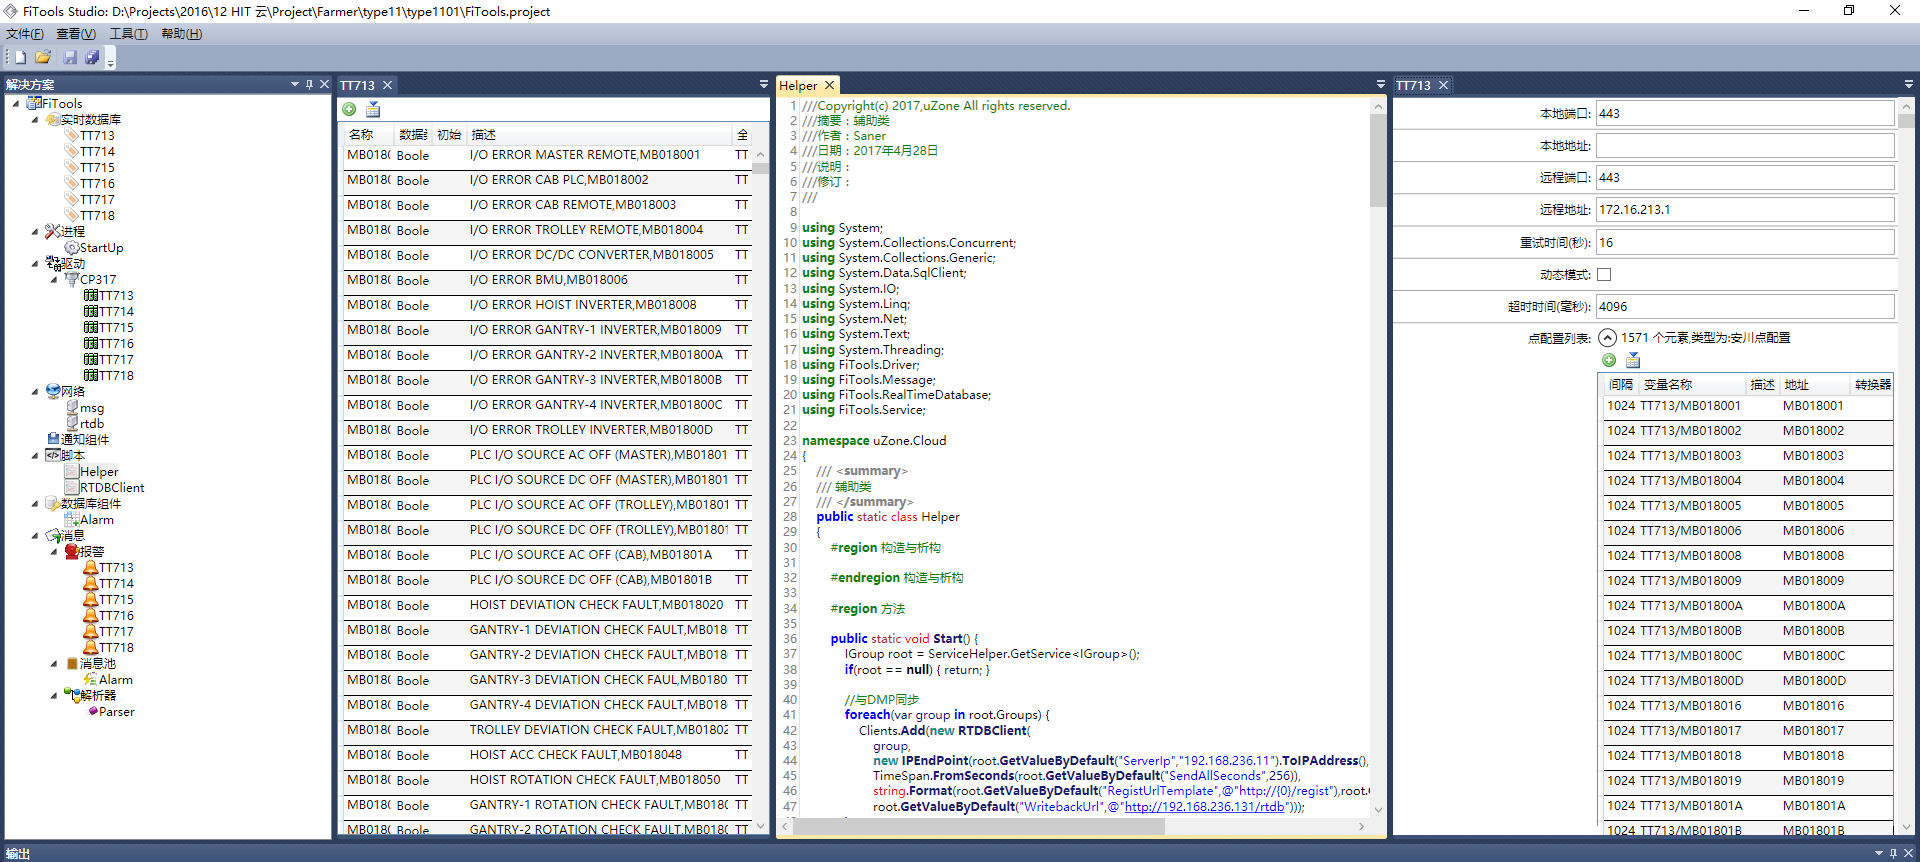 FiTools Studio: D:\Projects\2016\12 HIT 云\Project\Farmer\type11\type1101\FiTools.project
文件(F) 查看(V) 工具(T) 帮助(H)
解决方案
FiTools
实时数据库
TT713
TT714
TT715
TT716
TT717
TT718
进程
StartUp
驱动
CP317
TT713
TT714
TT715
TT716
TT717
TT718
网络
msg
rtdb
通知组件
脚本
Helper
RTDBClient
数据库组件
Alarm
消息
报警
TT713
TT714
TT715
TT716
TT717
TT718
消息池
Alarm
解析器
Parser
TT713
名称 数据 初始 描述 全
MB0180 Boole I/O ERROR MASTER REMOTE,MB018001 TT
MB0180 Boole I/O ERROR CAB PLC,MB018002 TT
MB0180 Boole I/O ERROR CAB REMOTE,MB018003 TT
MB0180 Boole I/O ERROR TROLLEY REMOTE,MB018004 TT
MB0180 Boole I/O ERROR DC/DC CONVERTER,MB018005 TT
MB0180 Boole I/O ERROR BMU,MB018006 TT
MB0180 Boole I/O ERROR HOIST INVERTER,MB018008 TT
MB0180 Boole I/O ERROR GANTRY-1 INVERTER,MB018009 TT
MB0180 Boole I/O ERROR GANTRY-2 INVERTER,MB01800A TT
MB0180 Boole I/O ERROR GANTRY-3 INVERTER,MB01800B TT
MB0180 Boole I/O ERROR GANTRY-4 INVERTER,MB01800C TT
MB0180 Boole I/O ERROR TROLLEY INVERTER,MB01800D TT
MB0180 Boole PLC I/O SOURCE AC OFF (MASTER),MB01801 TT
MB0180 Boole PLC I/O SOURCE DC OFF (MASTER),MB01801 TT
MB0180 Boole PLC I/O SOURCE AC OFF (TROLLEY),MB01801 TT
MB0180 Boole PLC I/O SOURCE DC OFF (TROLLEY),MB01801 TT
MB0180 Boole PLC I/O SOURCE AC OFF (CAB),MB01801A TT
MB0180 Boole PLC I/O SOURCE DC OFF (CAB),MB01801B TT
MB0180 Boole HOIST DEVIATION CHECK FAULT,MB018020 TT
MB0180 Boole GANTRY-1 DEVIATION CHECK FAULT,MB018 TT
MB0180 Boole GANTRY-2 DEVIATION CHECK FAULT,MB018 TT
MB0180 Boole GANTRY-3 DEVIATION CHECK FAUL,MB0180 TT
MB0180 Boole GANTRY-4 DEVIATION CHECK FAULT,MB018 TT
MB0180 Boole TROLLEY DEVIATION CHECK FAULT,MB01802 TT
MB0180 Boole HOIST ACC CHECK FAULT,MB018048 TT
MB0180 Boole HOIST ROTATION CHECK FAULT,MB018050 TT
MB0180 Boole GANTRY-1 ROTATION CHECK FAULT,MB0180 TT
MB0180 Boole GANTRY-2 ROTATION CHECK FAULT,MB0180 TT
Helper
1 ///Copyright(c) 2017,uZone All rights reserved.
2 ///摘要：辅助类
3 ///作者：Saner
4 ///日期：2017年4月28日
5 ///说明：
6 ///修订：
7 ///
8
9 using System;
10 using System.Collections.Concurrent;
11 using System.Collections.Generic;
12 using System.Data.SqlClient;
13 using System.IO;
14 using System.Linq;
15 using System.Net;
16 using System.Text;
17 using System.Threading;
18 using FiTools.Driver;
19 using FiTools.Message;
20 using FiTools.RealTimeDatabase;
21 using FiTools.Service;
22
23 namespace uZone.Cloud
24 {
25 /// <summary>
26 /// 辅助类
27 /// </summary>
28 public static class Helper
29 {
30 #region 构造与析构
31
32 #endregion 构造与析构
33
34 #region 方法
35
36 public static void Start() {
37 IGroup root = ServiceHelper.GetService<IGroup>();
38 if(root == null) { return; }
39
40 //与DMP同步
41 foreach(var group in root.Groups) {
42 Clients.Add(new RTDBClient(
43 group,
44 new IPEndPoint(root.GetValueByDefault("ServerIp","192.168.236.11").ToIPAddress(),
45 TimeSpan.FromSeconds(root.GetValueByDefault("SendAllSeconds",256)),
46 string.Format(root.GetValueByDefault("RegistUrlTemplate",@"http://{0}/regist"),root.
47 root.GetValueByDefault("WritebackUrl",@"http://192.168.236.131/rtdb")));
TT713
本地端口: 443
本地地址:
远程端口: 443
远程地址: 172.16.213.1
重试时间(秒): 16
动态模式:
超时时间(毫秒): 4096
点配置列表: 1571 个元素,类型为:安川点配置
间隔 变量名称 描述 地址 转换器
1024 TT713/MB018001 MB018001
1024 TT713/MB018002 MB018002
1024 TT713/MB018003 MB018003
1024 TT713/MB018004 MB018004
1024 TT713/MB018005 MB018005
1024 TT713/MB018006 MB018006
1024 TT713/MB018008 MB018008
1024 TT713/MB018009 MB018009
1024 TT713/MB01800A MB01800A
1024 TT713/MB01800B MB01800B
1024 TT713/MB01800C MB01800C
1024 TT713/MB01800D MB01800D
1024 TT713/MB018016 MB018016
1024 TT713/MB018017 MB018017
1024 TT713/MB018018 MB018018
1024 TT713/MB018019 MB018019
1024 TT713/MB01801A MB01801A
1024 TT713/MB01801B MB01801B
输出